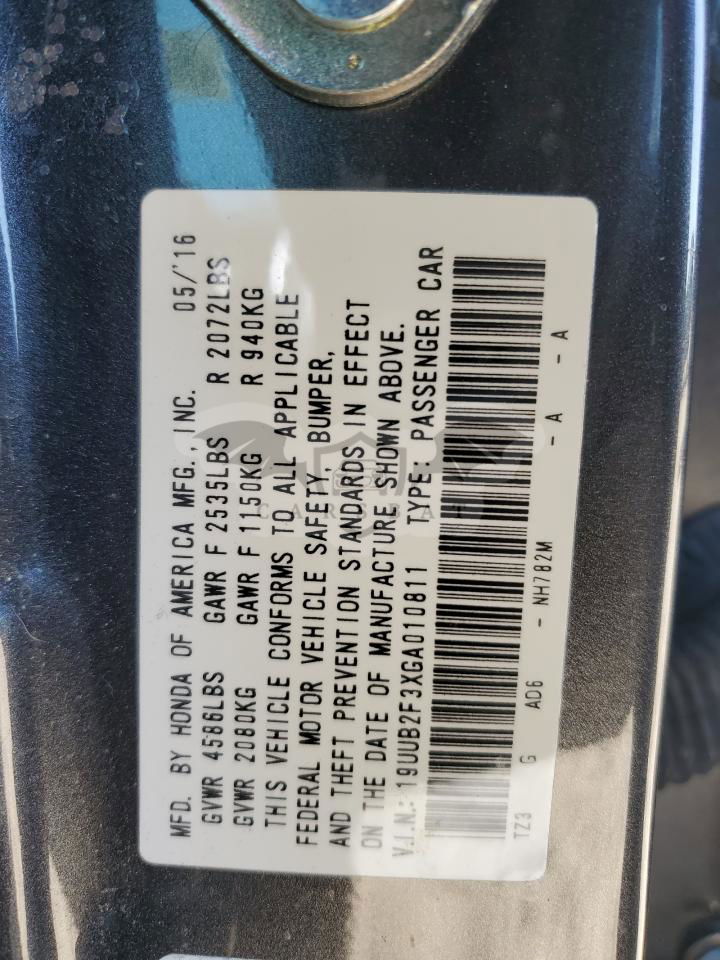 MFD. BY HONDA OF AMERICA MFG., INC. 05/'16
GVWR 4586LBS GAWR F 2535LBS R 2072LBS
GVWR 2080KG GAWR F 1150KG R 940KG
THIS VEHICLE CONFORMS TO ALL APPLICABLE
FEDERAL MOTOR VEHICLE SAFETY, BUMPER,
AND THEFT PREVENTION STANDARDS IN EFFECT
ON THE DATE OF MANUFACTURE SHOWN ABOVE.
V.I.N.: 19UUB2F3XGA010811 TYPE: PASSENGER CAR
TZ3 G AD6 - NH782M - A - A
CARSBAT